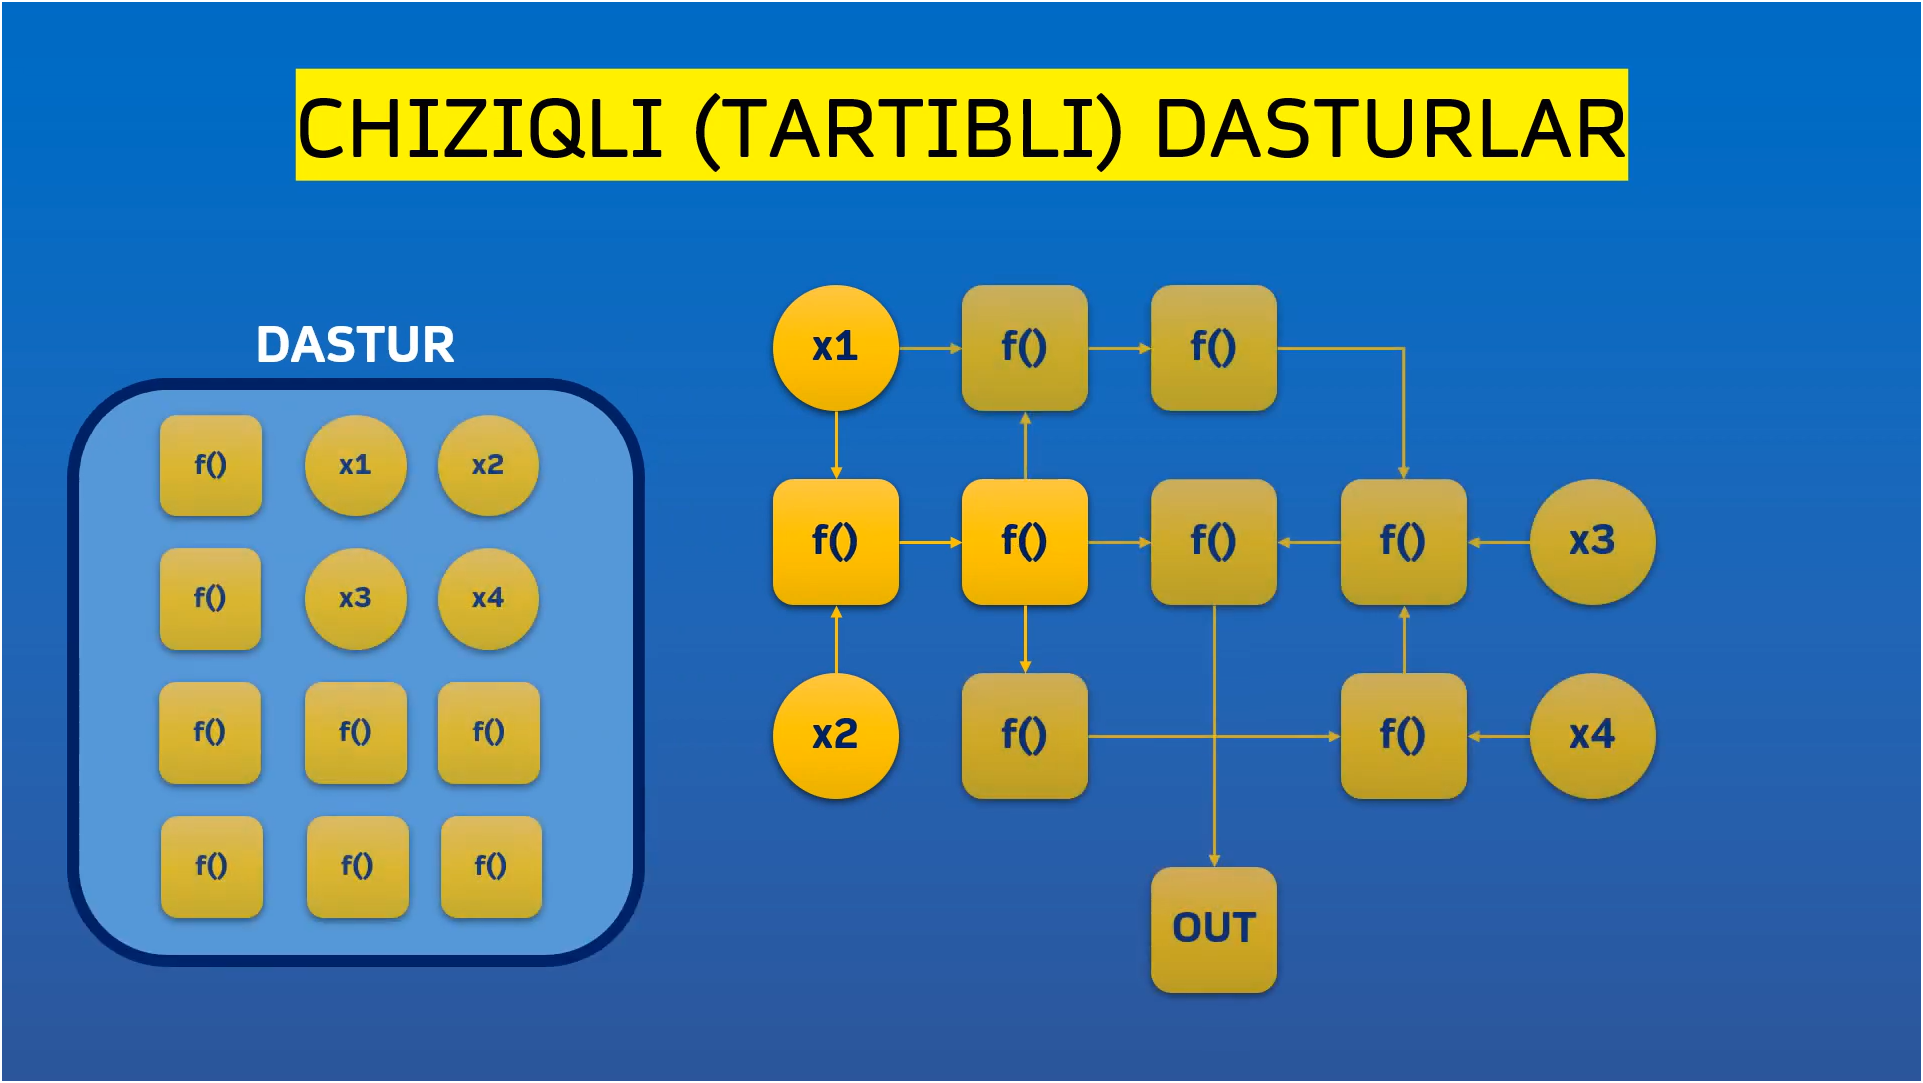 CHIZIQLI (TARTIBLI) DASTURLAR
DASTUR
f() x1 x2
f() x3 x4
f() f() f()
f() f() f()
x1 f() f()
f() f() f() f() x3
x2 f() f() x4
OUT